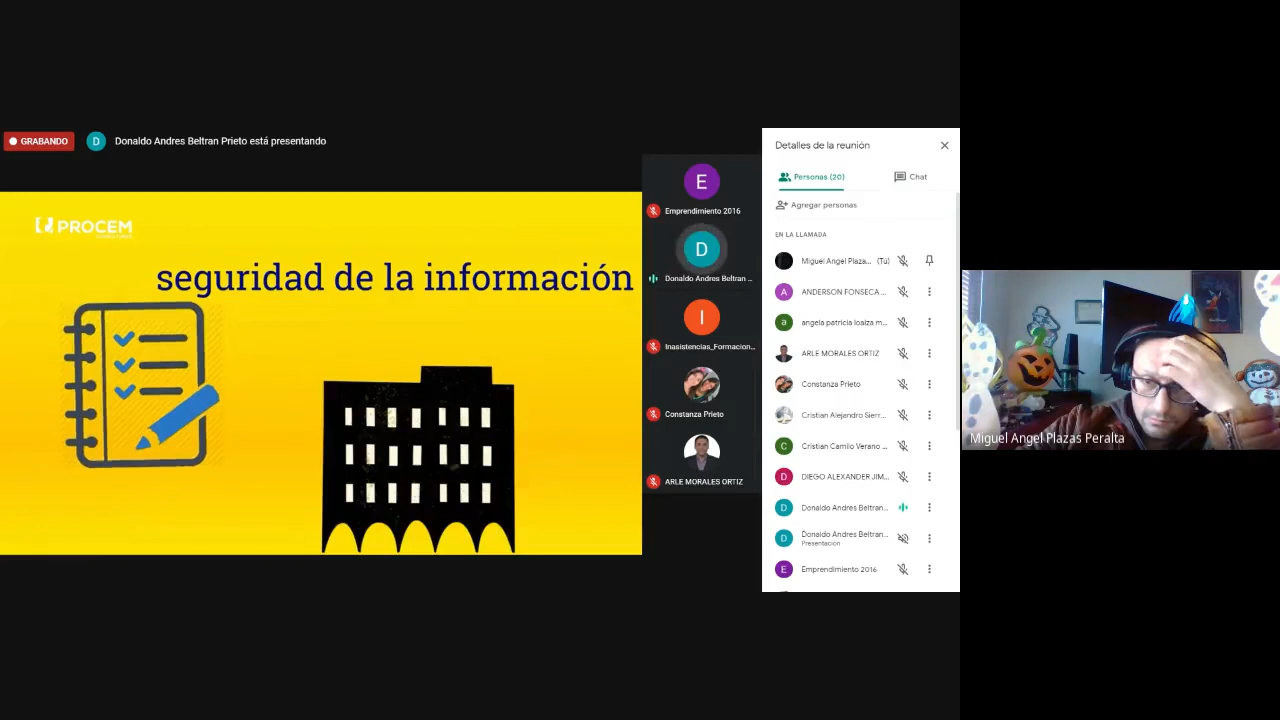 GRABANDO
D
Donaldo Andres Beltran Prieto está presentando
PROCEM
seguridad de la información
E
Emprendimiento 2016
D
Donaldo Andres Beltran ...
I
Inasistencias_Formacion...
Constanza Prieto
ARLE MORALES ORTIZ
Detalles de la reunión
Personas (20)
Chat
Agregar personas
EN LA LLAMADA
Miguel Angel Plaza... (Tú)
A
ANDERSON FONSECA ...
a
angela patricia loaiza m...
ARLE MORALES ORTIZ
Constanza Prieto
Cristian Alejandro Sierr...
C
Cristian Camilo Verano ...
D
DIEGO ALEXANDER JIM...
D
Donaldo Andres Beltran...
D
Donaldo Andres Beltran...
Presentación
E
Emprendimiento 2016
Miguel Angel Plazas Peralta